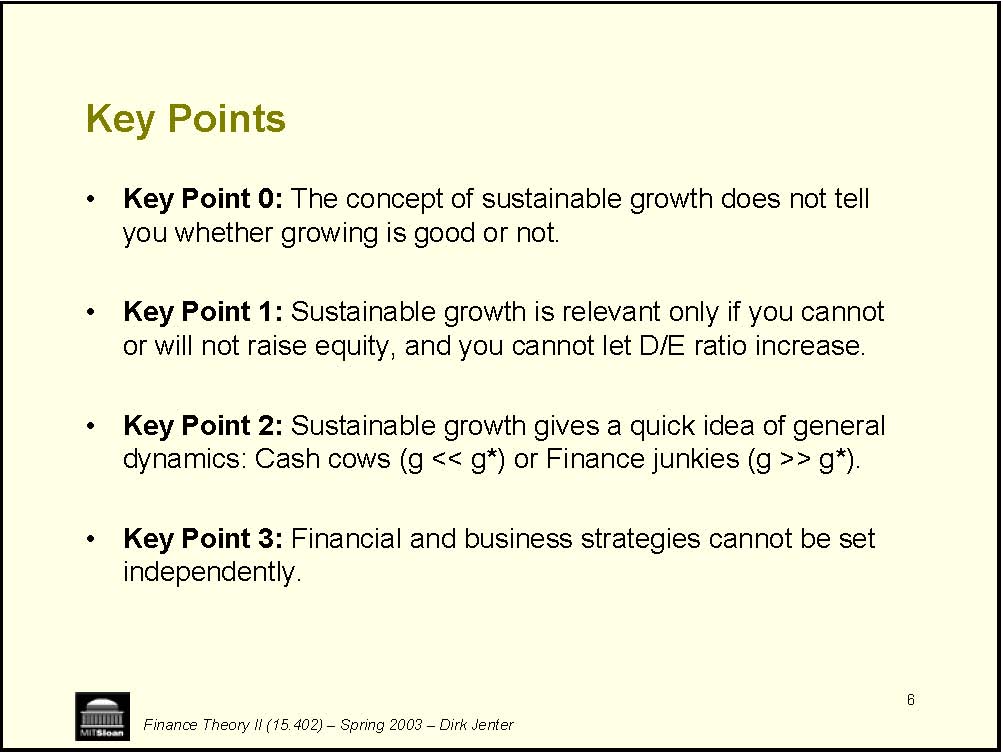 Key Points
• Key Point 0: The concept of sustainable growth does not tell
you whether growing is good or not.
• Key Point 1: Sustainable growth is relevant only if you cannot
or will not raise equity, and you cannot let D/E ratio increase.
• Key Point 2: Sustainable growth gives a quick idea of general
dynamics: Cash cows (g << g*) or Finance junkies (g >> g*).
• Key Point 3: Financial and business strategies cannot be set
independently.
6
MITSloan
Finance Theory II (15.402) – Spring 2003 – Dirk Jenter